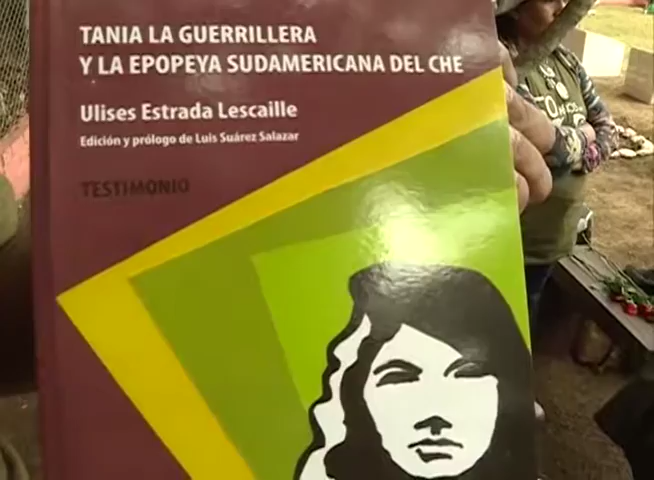 TANIA LA GUERRILLERA
Y LA EPOPEYA SUDAMERICANA DEL CHE
Ulises Estrada Lescaille
Edición y prólogo de Luis Suárez Salazar
TESTIMONIO